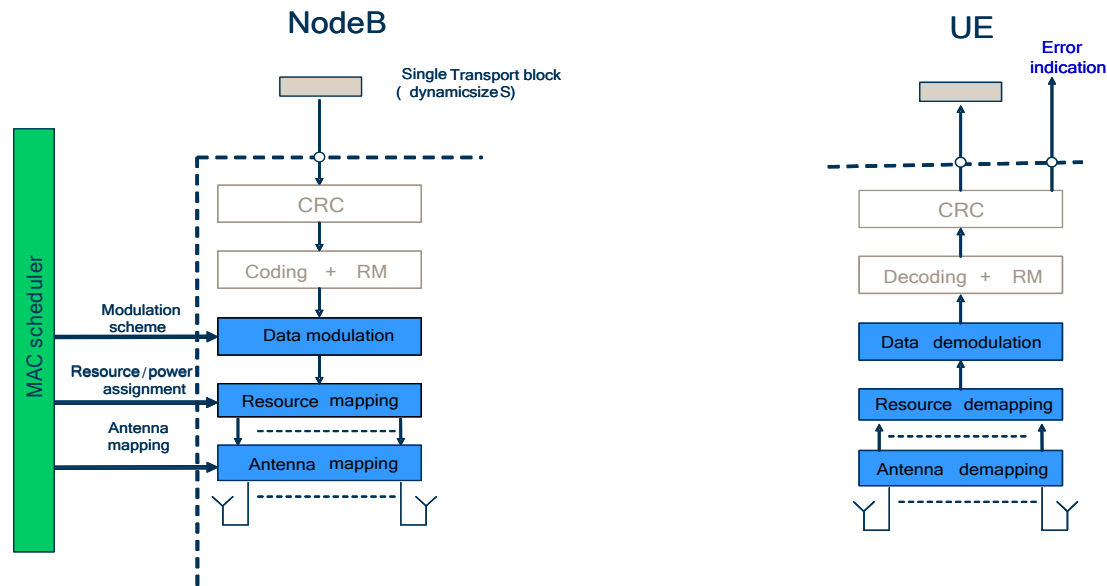 NodeB
UE
Error
indication
Single Transport block
( dynamicsize S)
MAC scheduler
CRC
CRC
Coding + RM
Decoding + RM
Modulation
scheme
Data modulation
Data demodulation
Resource / power
assignment
Resource mapping
Resource demapping
Antenna
mapping
Antenna mapping
Antenna demapping